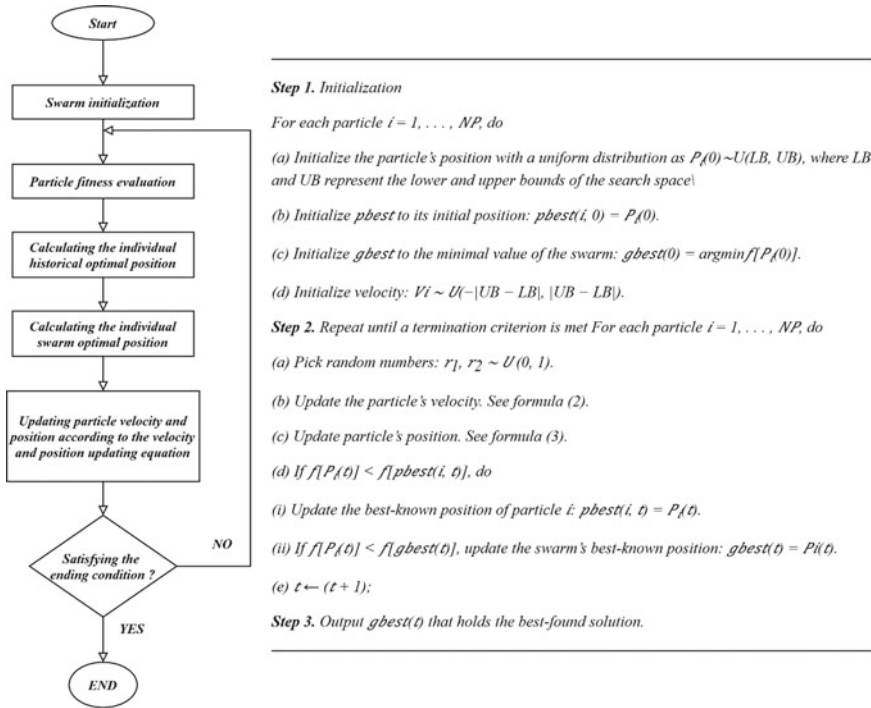 Start
Swarm initialization
Particle fitness evaluation
Calculating the individual
historical optimal position
Calculating the individual
swarm optimal position
Updating particle velocity and
position according to the velocity
and position updating equation
Satisfying the
ending condition ?
NO
YES
END
Step 1. Initialization
For each particle i = 1, . . . , NP, do
(a) Initialize the particle's position with a uniform distribution as Pᵢ(0) ~U(LB, UB), where LB
and UB represent the lower and upper bounds of the search space\
(b) Initialize pbest to its initial position: pbest(i, 0) = Pᵢ(0).
(c) Initialize gbest to the minimal value of the swarm: gbest(0) = argmin f[Pᵢ(0)].
(d) Initialize velocity: Vi ~ U(−|UB − LB|, |UB − LB|).
Step 2. Repeat until a termination criterion is met For each particle i = 1, . . . , NP, do
(a) Pick random numbers: r₁, r₂ ~ U (0, 1).
(b) Update the particle's velocity. See formula (2).
(c) Update particle's position. See formula (3).
(d) If f[Pᵢ(t)] < f[pbest(i, t)], do
(i) Update the best-known position of particle i: pbest(i, t) = Pᵢ(t).
(ii) If f[Pᵢ(t)] < f[gbest(t)], update the swarm's best-known position: gbest(t) = Pi(t).
(e) t ← (t + 1);
Step 3. Output gbest(t) that holds the best-found solution.